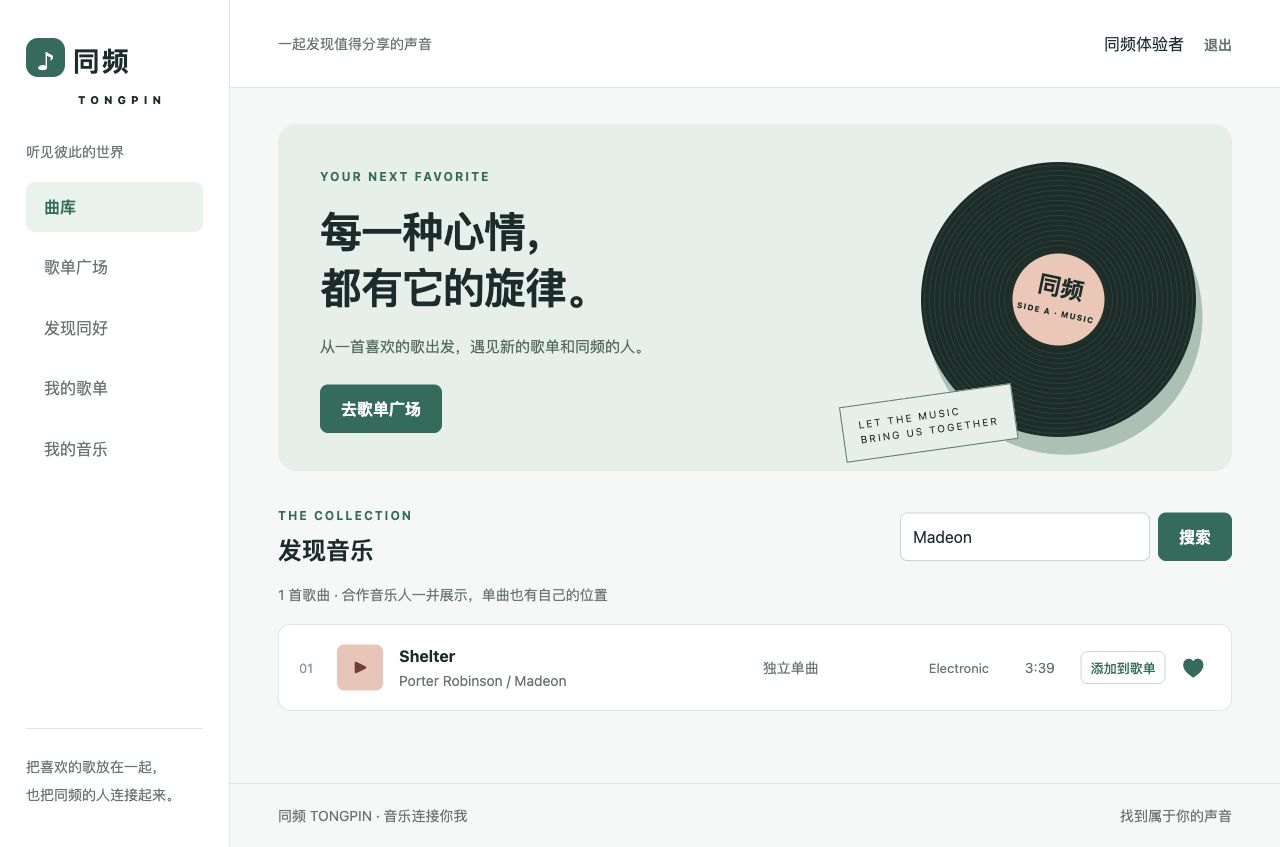 同频
TONGPIN
听见彼此的世界
曲库
歌单广场
发现同好
我的歌单
我的音乐
把喜欢的歌放在一起，
也把同频的人连接起来。
一起发现值得分享的声音
同频体验者
退出
YOUR NEXT FAVORITE
每一种心情，
都有它的旋律。
从一首喜欢的歌出发，遇见新的歌单和同频的人。
去歌单广场
同频
SIDE A · MUSIC
LET THE MUSIC
BRING US TOGETHER
THE COLLECTION
发现音乐
Madeon
搜索
1 首歌曲 · 合作音乐人一并展示，单曲也有自己的位置
01
Shelter
Porter Robinson / Madeon
独立单曲
Electronic
3:39
添加到歌单
同频 TONGPIN · 音乐连接你我
找到属于你的声音